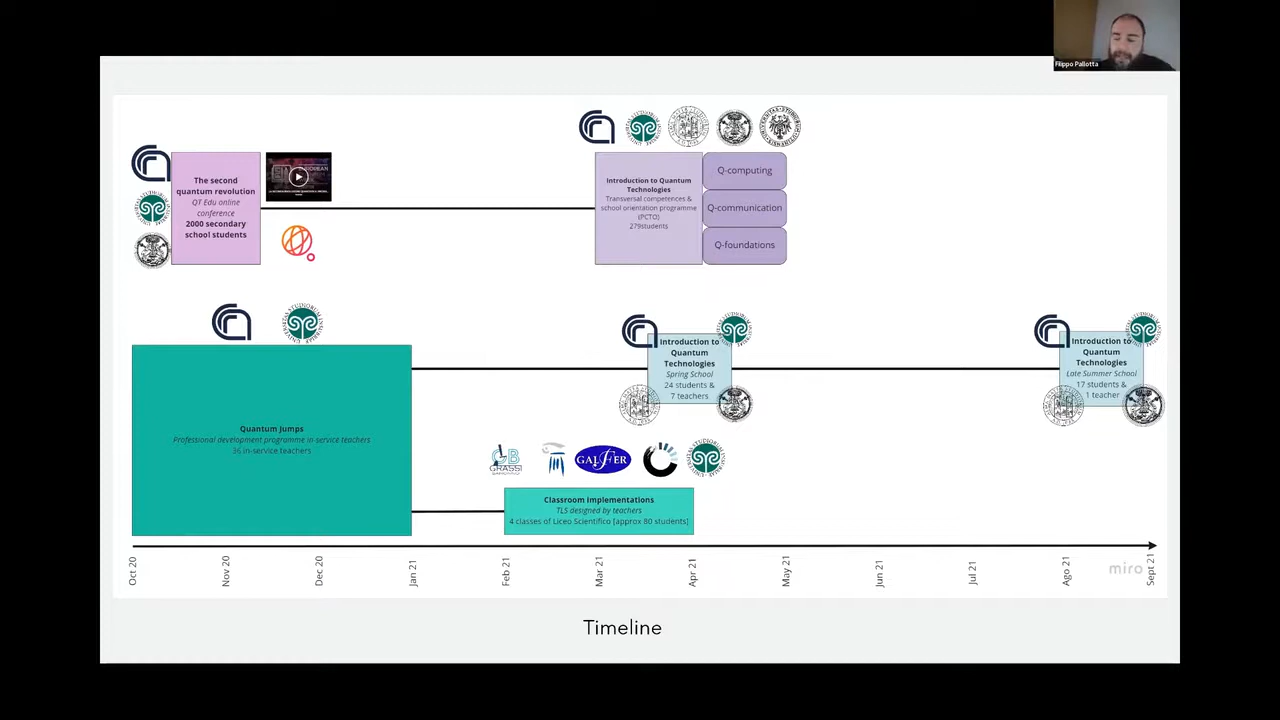 Filippo Pallotta
The second
quantum revolution
QT Edu online
conference
2000 secondary
school students
Introduction to Quantum
Technologies
Transversal competences &
school orientation programme
(PCTO)
279students
Q-computing
Q-communication
Q-foundations
Quantum Jumps
Professional development programme in-service teachers
36 in-service teachers
Introduction to
Quantum
Technologies
Spring School
24 students &
7 teachers
Introduction to
Quantum
Technologies
Late Summer School
17 students &
1 teacher
GB
GRASSI
GALFER
Classroom implementations
TLS designed by teachers
4 classes of Liceo Scientifico [approx 80 students]
Oct 20
Nov 20
Dec 20
Jan 21
Feb 21
Mar 21
Apr 21
May 21
Jun 21
Jul 21
Ago 21
Sept 21
miro
Timeline